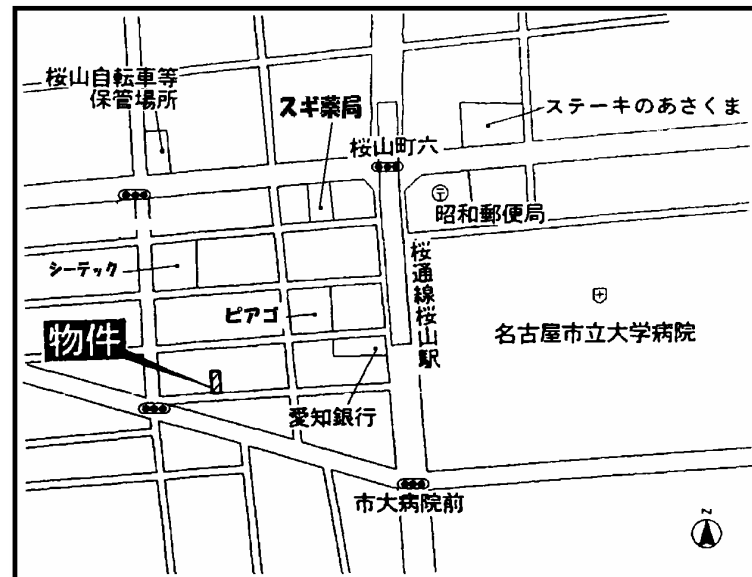 桜山自転車等
保管場所
スギ薬局
ステーキのあさくま
桜山町六
昭和郵便局
シーテック
桜通線桜山駅
ピアゴ
名古屋市立大学病院
物件
愛知銀行
市大病院前
N